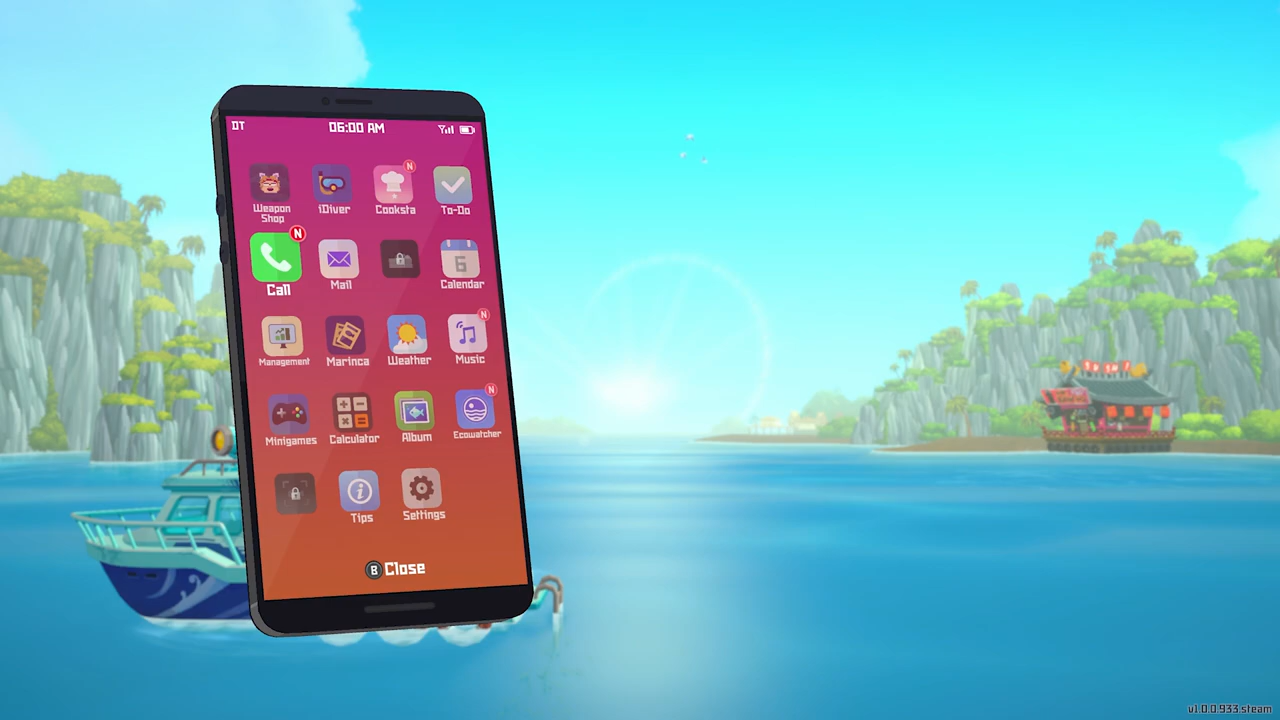 DT
06:00 AM
Weapon Shop
iDiver
N
Cooksta
To-Do
N
Call
Mail
6
Calendar
Management
Marinca
Weather
N
Music
Minigames
Calculator
Album
N
Ecowatcher
i
Tips
Settings
B Close
v1.0.0.933.steam